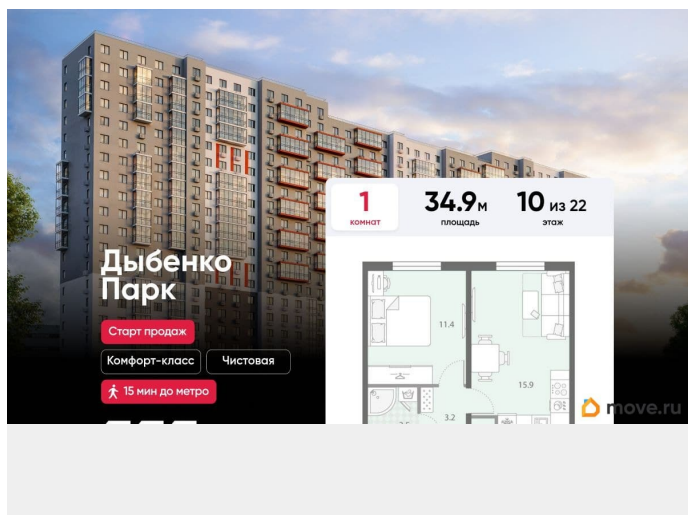 1
комнат
34.9м
площадь
10 из 22
этаж
Дыбенко
Парк
Старт продаж
Комфорт-класс
Чистовая
15 мин до метро
11.4
15.9
3.2
move.ru